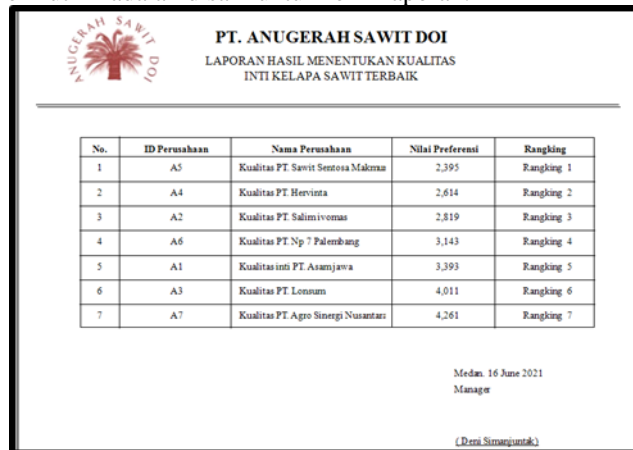 ANUGERAH SAWIT DOI
PT. ANUGERAH SAWIT DOI
LAPORAN HASIL MENENTUKAN KUALITAS
INTI KELAPA SAWIT TERBAIK
No. ID Perusahaan Nama Perusahaan Nilai Preferensi Rangking
1 A5 Kualitas PT. Sawit Sentosa Makmu 2,395 Rangking 1
2 A4 Kualitas PT. Hervinta 2,614 Rangking 2
3 A2 Kualitas PT. Salim ivomas 2,819 Rangking 3
4 A6 Kualitas PT. Np 7 Palembang 3,143 Rangking 4
5 A1 Kualitas inti PT. Asamjawa 3,393 Rangking 5
6 A3 Kualitas PT. Lonsum 4,011 Rangking 6
7 A7 Kualitas PT. Agro Sinergi Nusantara 4,261 Rangking 7
Medan, 16 June 2021
Manager
( Deni Simanjuntak)